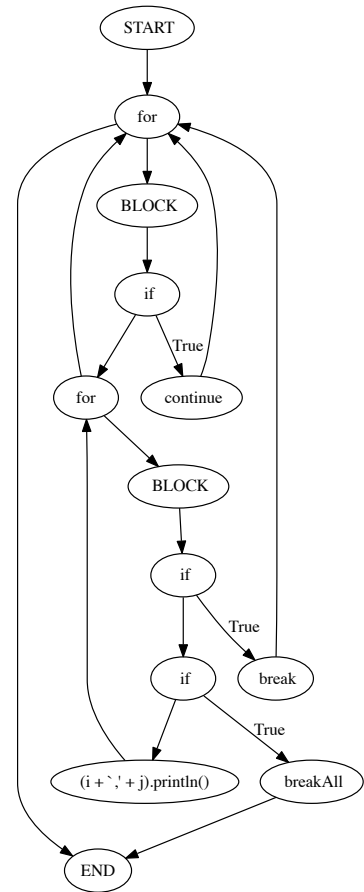 START
for
BLOCK
if
True
for
continue
BLOCK
if
True
if
break
True
(i + `,' + j).println()
breakAll
END